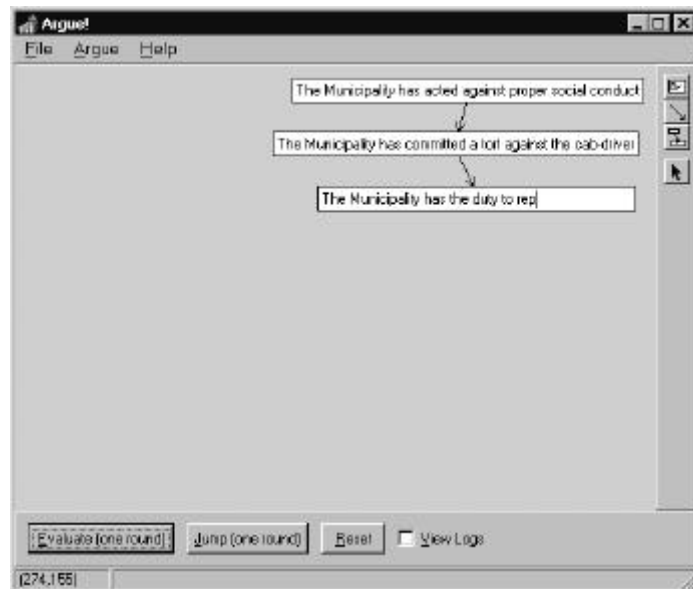 Argue!
File Argue Help
The Municipality has acted against proper social conduct
The Municipality has committed a tort against the cab-driver
The Municipality has the duty to rep
Evaluate (one round) Jump (one round) Reset View Logs
(274,155)